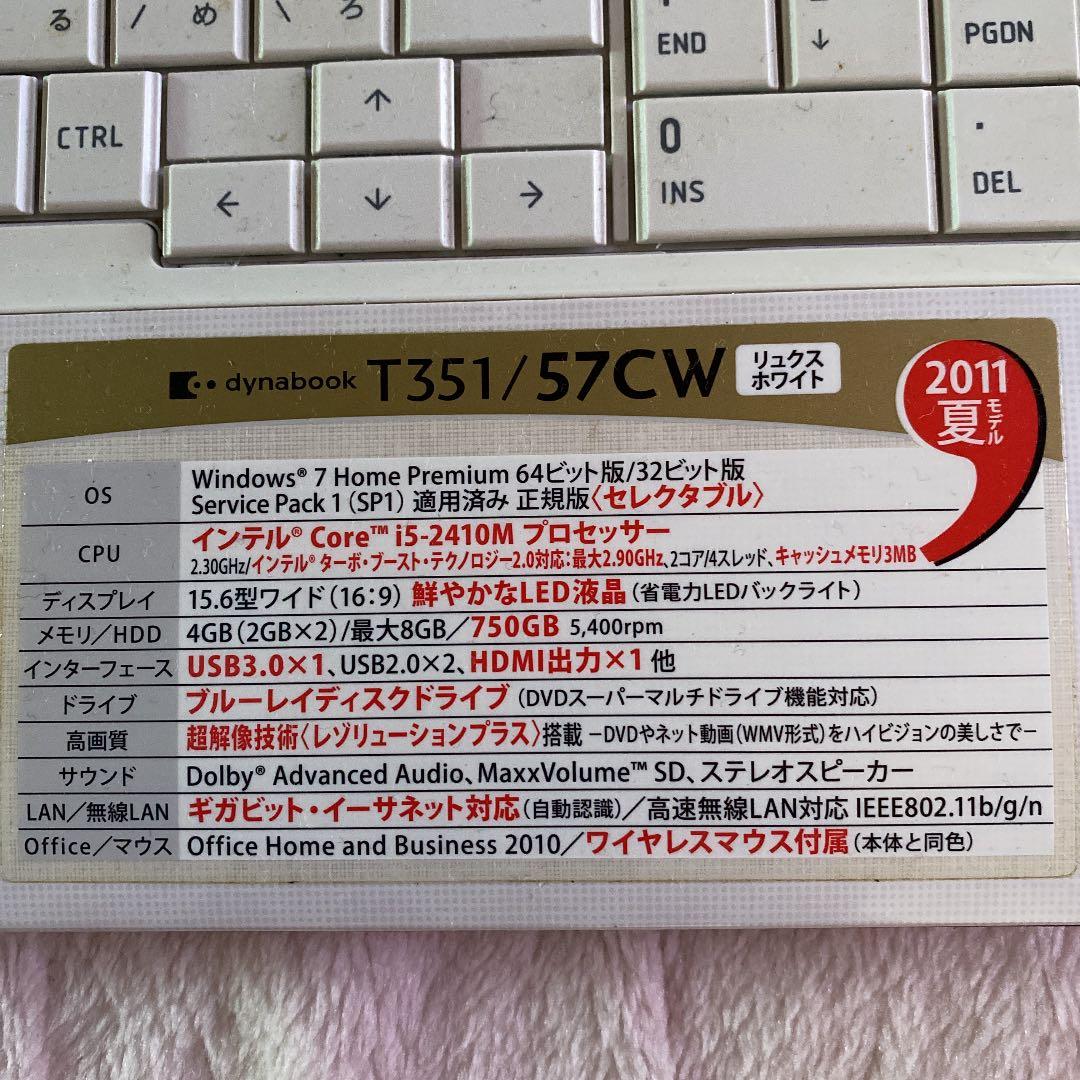 る め ろ END ↓ PGDN
CTRL ↑ 0 INS . DEL
← ↓ →
dynabook T351/57CW リュクスホワイト
2011夏モデル
OS Windows® 7 Home Premium 64ビット版/32ビット版
Service Pack 1 (SP1) 適用済み 正規版〈セレクタブル〉
CPU インテル® Core™ i5-2410M プロセッサー
2.30GHz/インテル® ターボ・ブースト・テクノロジー2.0対応:最大2.90GHz、2コア/4スレッド、キャッシュメモリ3MB
ディスプレイ 15.6型ワイド(16:9) 鮮やかなLED液晶(省電力LEDバックライト)
メモリ/HDD 4GB(2GB×2)/最大8GB/750GB 5,400rpm
インターフェース USB3.0×1、USB2.0×2、HDMI出力×1 他
ドライブ ブルーレイディスクドライブ(DVDスーパーマルチドライブ機能対応)
高画質 超解像技術〈レゾリューションプラス〉搭載 −DVDやネット動画(WMV形式)をハイビジョンの美しさで−
サウンド Dolby® Advanced Audio、MaxxVolume™ SD、ステレオスピーカー
LAN/無線LAN ギガビット・イーサネット対応(自動認識)/高速無線LAN対応 IEEE802.11b/g/n
Office/マウス Office Home and Business 2010/ワイヤレスマウス付属(本体と同色)